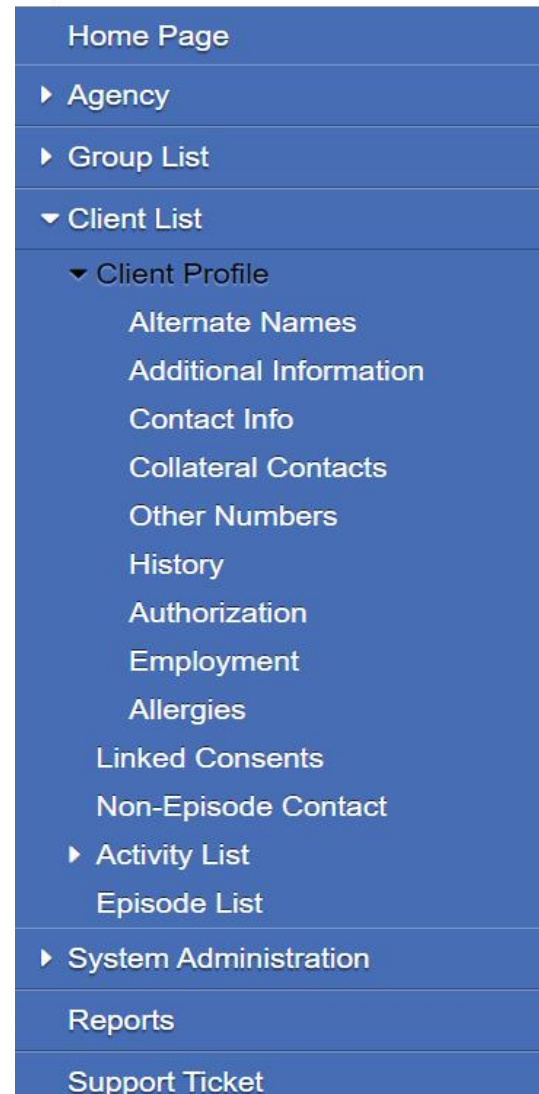 Home Page
Agency
Group List
Client List
Client Profile
Alternate Names
Additional Information
Contact Info
Collateral Contacts
Other Numbers
History
Authorization
Employment
Allergies
Linked Consents
Non-Episode Contact
Activity List
Episode List
System Administration
Reports
Support Ticket